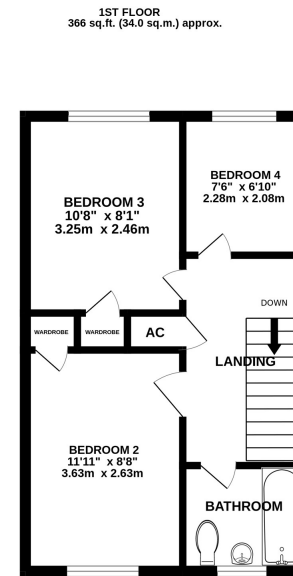 1ST FLOOR
366 sq.ft. (34.0 sq.m.) approx.
BEDROOM 3
10'8" x 8'1"
3.25m x 2.46m
BEDROOM 4
7'6" x 6'10"
2.28m x 2.08m
DOWN
WARDROBE
WARDROBE
AC
LANDING
BEDROOM 2
11'11" x 8'8"
3.63m x 2.63m
BATHROOM